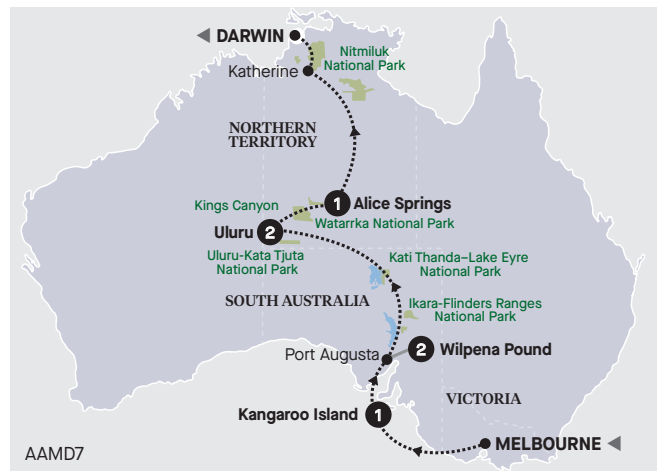 DARWIN
Nitmiluk
National Park
Katherine
NORTHERN
TERRITORY
Kings Canyon
1 Alice Springs
Watarrka National Park
Uluru 2
Uluru-Kata Tjuta
National Park
Kati Thanda–Lake Eyre
National Park
SOUTH AUSTRALIA
Ikara-Flinders Ranges
National Park
Port Augusta
2 Wilpena Pound
VICTORIA
Kangaroo Island 1
MELBOURNE
AAMD7